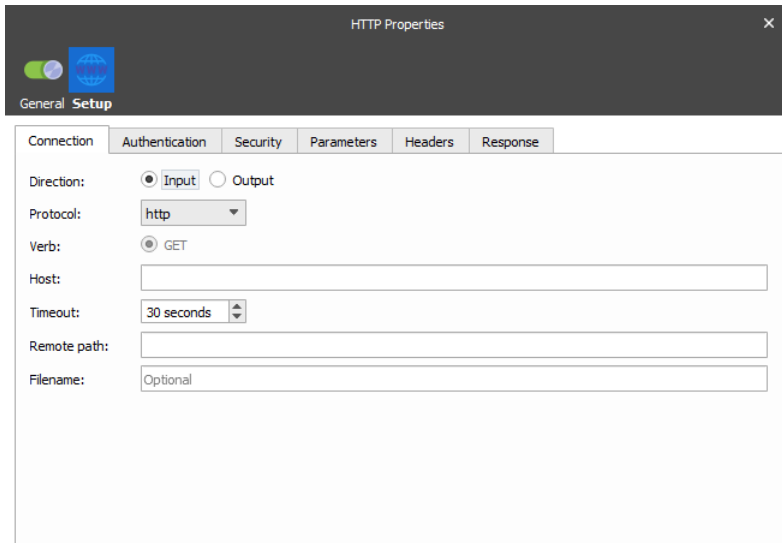 HTTP Properties
General Setup
Connection Authentication Security Parameters Headers Response
Direction: Input Output
Protocol: http
Verb: GET
Host:
Timeout: 30 seconds
Remote path:
Filename: Optional